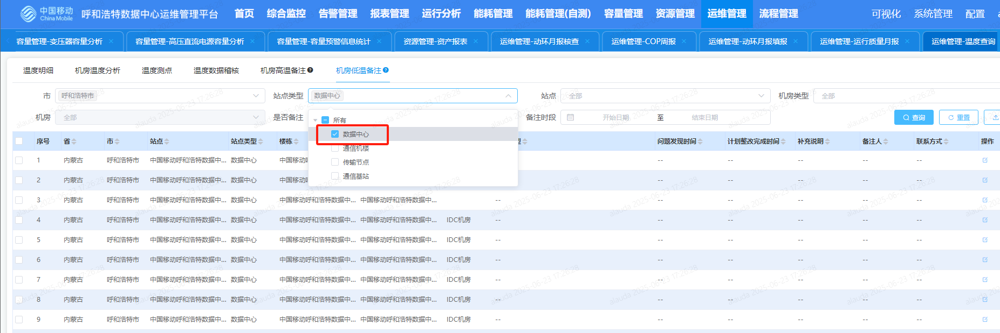 中国移动 China Mobile 呼和浩特数据中心运维管理平台 首页 综合监控 告警管理 报表管理 运行分析 能耗管理 能耗管理(自测) 容量管理 资源管理 运维管理 流程管理 可视化 系统管理 配置
容量管理-变压器容量分析 × 容量管理-高压直流电源容量分析 × 容量管理-容量预警信息统计 × 资源管理-资产报表 × 运维管理-动环月报核查 × 运维管理-COP周报 × 运维管理-动环月报填报 × 运维管理-运行质量月报 × 运维管理-温度查询
温度明细 机房温度分析 温度测点 温度数据稽核 机房高温备注 机房低温备注
市 呼和浩特市 站点类型 数据中心 站点 全部 机房类型 全部
机房 全部 是否备注 备注时段 开始日期 至 结束日期 查询 重置
所有
数据中心
通信机楼
传输节点
通信基站
序号 省 市 站点 站点类型 楼栋 型 问题发现时间 计划整改完成时间 补充说明 备注人 联系方式 操作
1 内蒙古 呼和浩特市 中国移动呼和浩特数据中... 数据中心 中国移动 -- -- -- -- --
2 内蒙古 呼和浩特市 中国移动呼和浩特数据中... 数据中心 中国移动 -- -- -- -- --
3 内蒙古 呼和浩特市 中国移动呼和浩特数据中... 数据中心 中国移动呼和浩特数据中... 中国移动呼和浩特数据中... -- -- -- -- -- --
4 内蒙古 呼和浩特市 中国移动呼和浩特数据中... 数据中心 中国移动呼和浩特数据中... 中国移动呼和浩特数据中... IDC机房 -- -- -- -- -- --
5 内蒙古 呼和浩特市 中国移动呼和浩特数据中... 数据中心 中国移动呼和浩特数据中... 中国移动呼和浩特数据中... IDC机房 -- -- -- -- -- --
6 内蒙古 呼和浩特市 中国移动呼和浩特数据中... 数据中心 中国移动呼和浩特数据中... 中国移动呼和浩特数据中... IDC机房 -- -- -- -- -- --
7 内蒙古 呼和浩特市 中国移动呼和浩特数据中... 数据中心 中国移动呼和浩特数据中... 中国移动呼和浩特数据中... IDC机房 -- -- -- -- -- --
8 内蒙古 呼和浩特市 中国移动呼和浩特数据中... 数据中心 中国移动呼和浩特数据中... 中国移动呼和浩特数据中... IDC机房 -- -- -- -- -- --
9 内蒙古 呼和浩特市 中国移动呼和浩特数据中... 数据中心 中国移动呼和浩特数据中... 中国移动呼和浩特数据中... IDC机房 -- -- -- -- -- --
alauda 2025-06-23 17:26:28